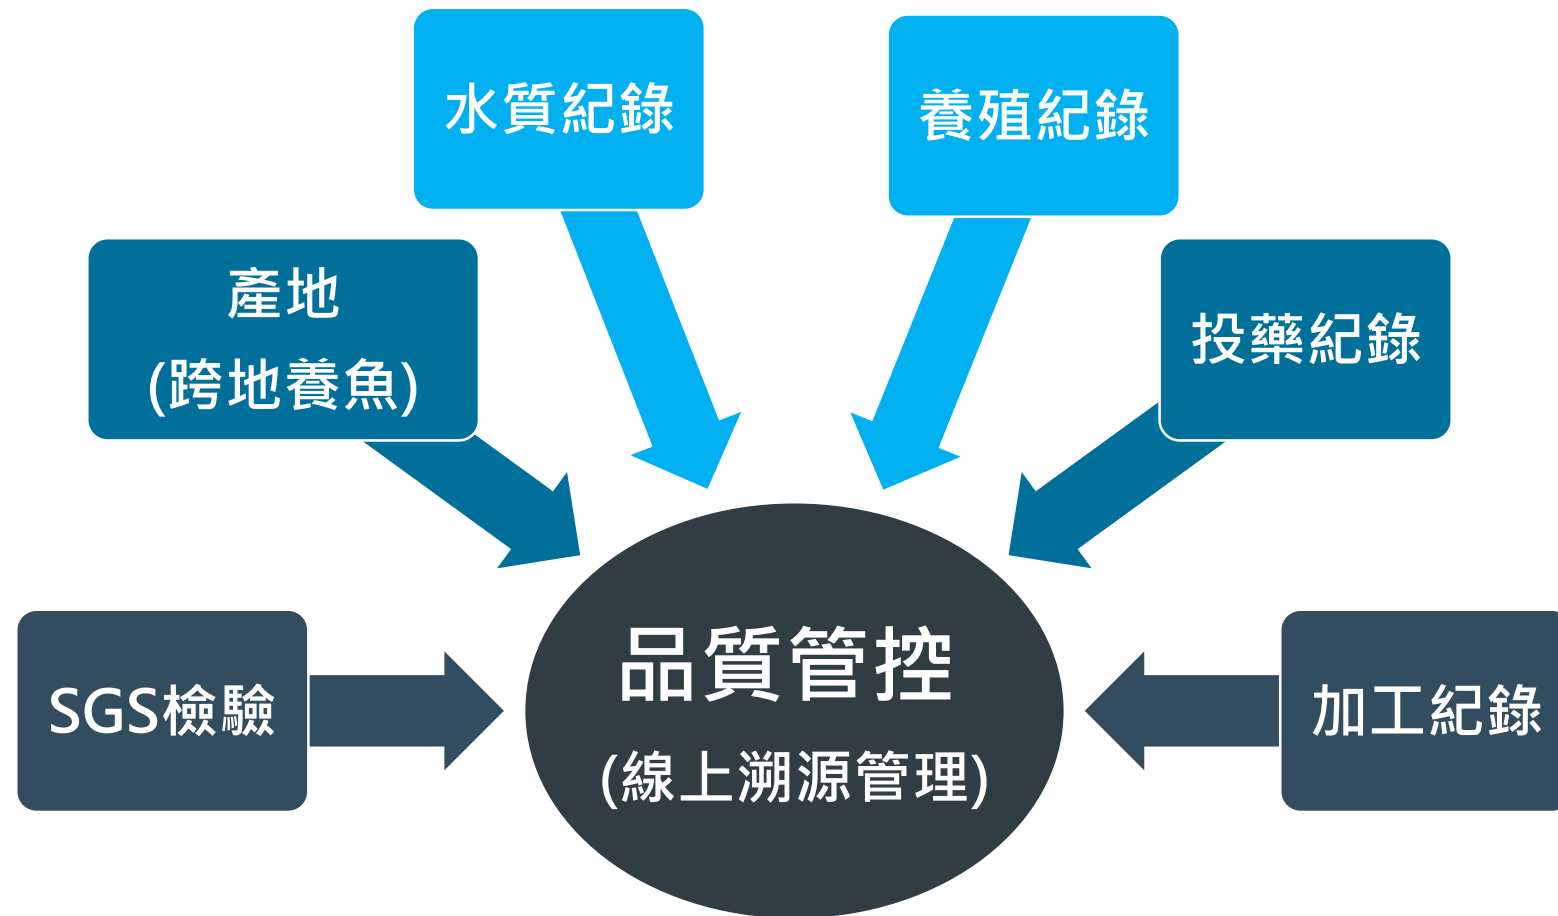 水質紀錄
養殖紀錄
產地
(跨地養魚)
投藥紀錄
SGS檢驗
品質管控
(線上溯源管理)
加工紀錄